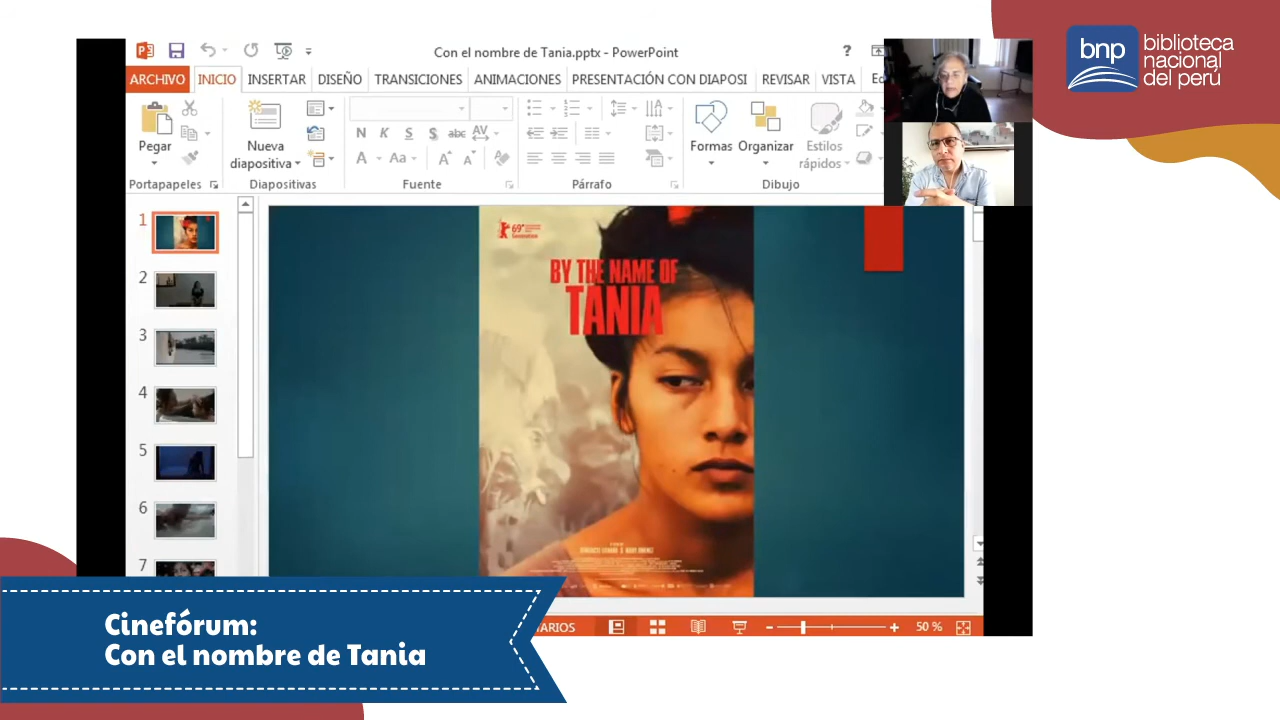 Con el nombre de Tania.pptx - PowerPoint
?
ARCHIVO
INICIO
INSERTAR
DISEÑO
TRANSICIONES
ANIMACIONES
PRESENTACIÓN CON DIAPOSI
REVISAR
VISTA
Pegar
Nueva
diapositiva
N K S S abc AV
A Aa A A
Formas
Organizar
Estilos
rápidos
Portapapeles
Diapositivas
Fuente
Párrafo
Dibujo
1
2
3
4
5
6
7
69
BY THE NAME OF
TANIA
50 %
bnp
biblioteca
nacional
del perú
Cinefórum:
Con el nombre de Tania